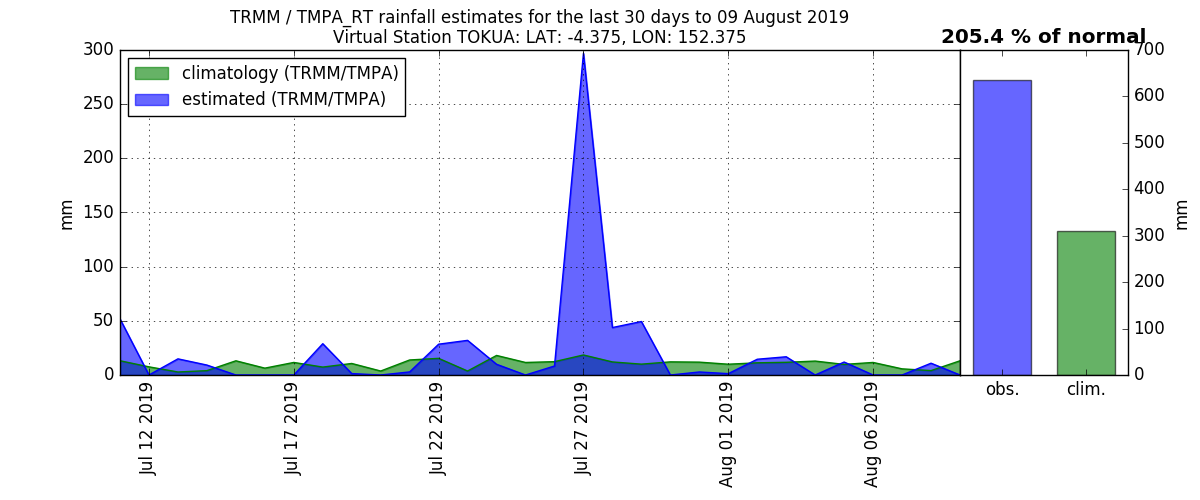 TRMM / TMPA_RT rainfall estimates for the last 30 days to 09 August 2019
Virtual Station TOKUA: LAT: -4.375, LON: 152.375
205.4 % of normal
climatology (TRMM/TMPA)
estimated (TRMM/TMPA)
300
250
200
150
100
50
0
mm
Jul 12 2019
Jul 17 2019
Jul 22 2019
Jul 27 2019
Aug 01 2019
Aug 06 2019
700
600
500
400
300
200
100
0
mm
obs.
clim.